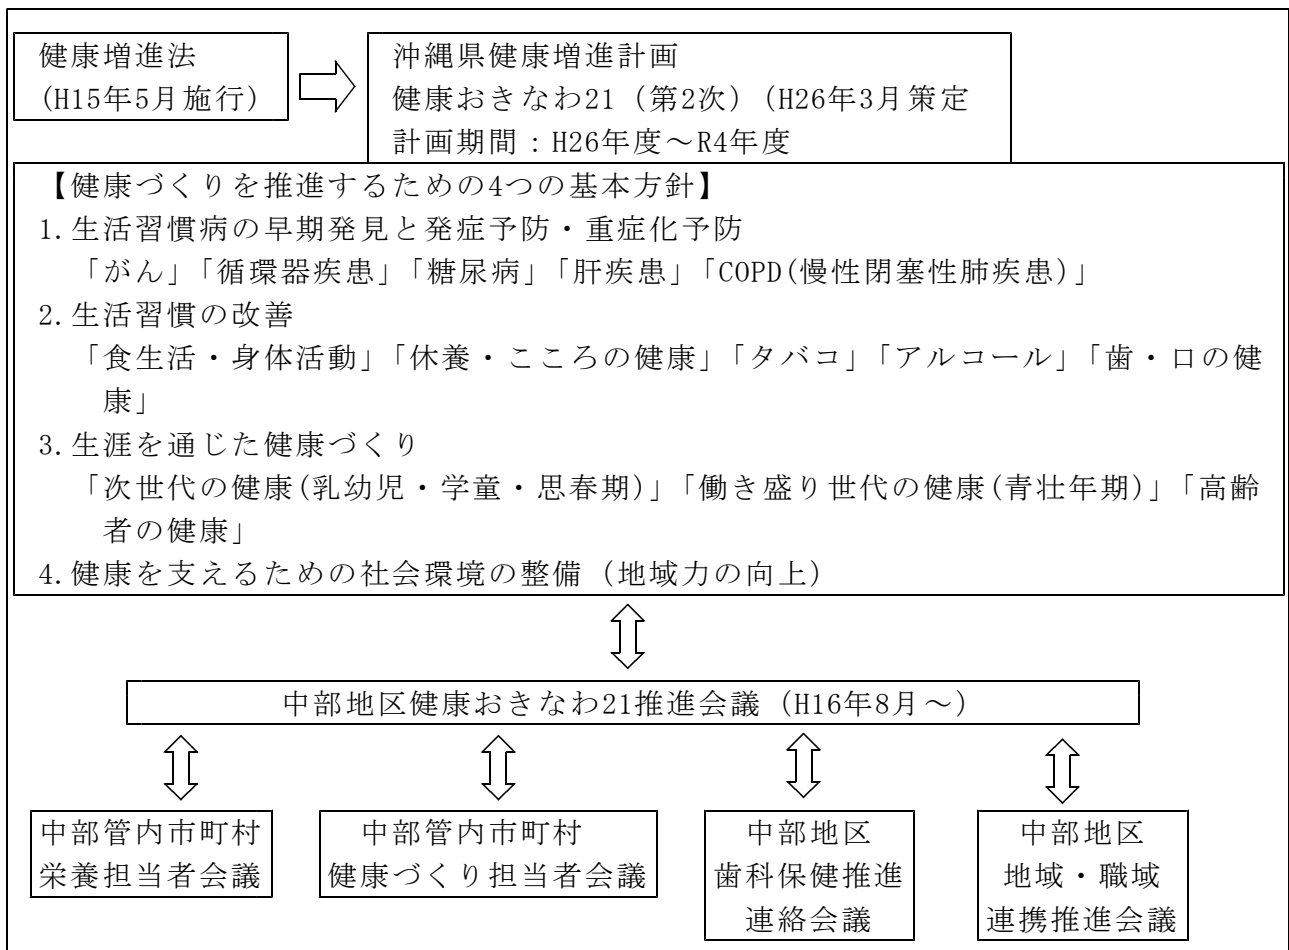 健康増進法
(H15年5月施行)
沖縄県健康増進計画
健康おきなわ21（第2次）(H26年3月策定
計画期間：H26年度～R4年度
【健康づくりを推進するための4つの基本方針】
1.生活習慣病の早期発見と発症予防・重症化予防
「がん」「循環器疾患」「糖尿病」「肝疾患」「COPD(慢性閉塞性肺疾患)」
2.生活習慣の改善
「食生活・身体活動」「休養・こころの健康」「タバコ」「アルコール」「歯・口の健
康」
3.生涯を通じた健康づくり
「次世代の健康(乳幼児・学童・思春期)」「働き盛り世代の健康(青壮年期)」「高齢
者の健康」
4.健康を支えるための社会環境の整備（地域力の向上）
中部地区健康おきなわ21推進会議（H16年8月～）
中部管内市町村
栄養担当者会議
中部管内市町村
健康づくり担当者会議
中部地区
歯科保健推進
連絡会議
中部地区
地域・職域
連携推進会議